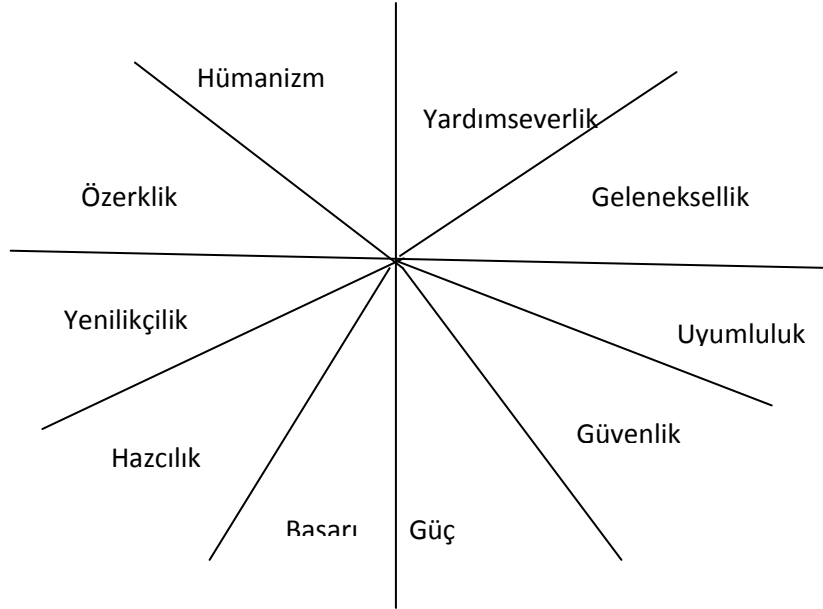 Hümanizm
Yardımseverlik
Özerklik
Geleneksellik
Yenilikçilik
Uyumluluk
Güvenlik
Hazcılık
Başarı
Güç